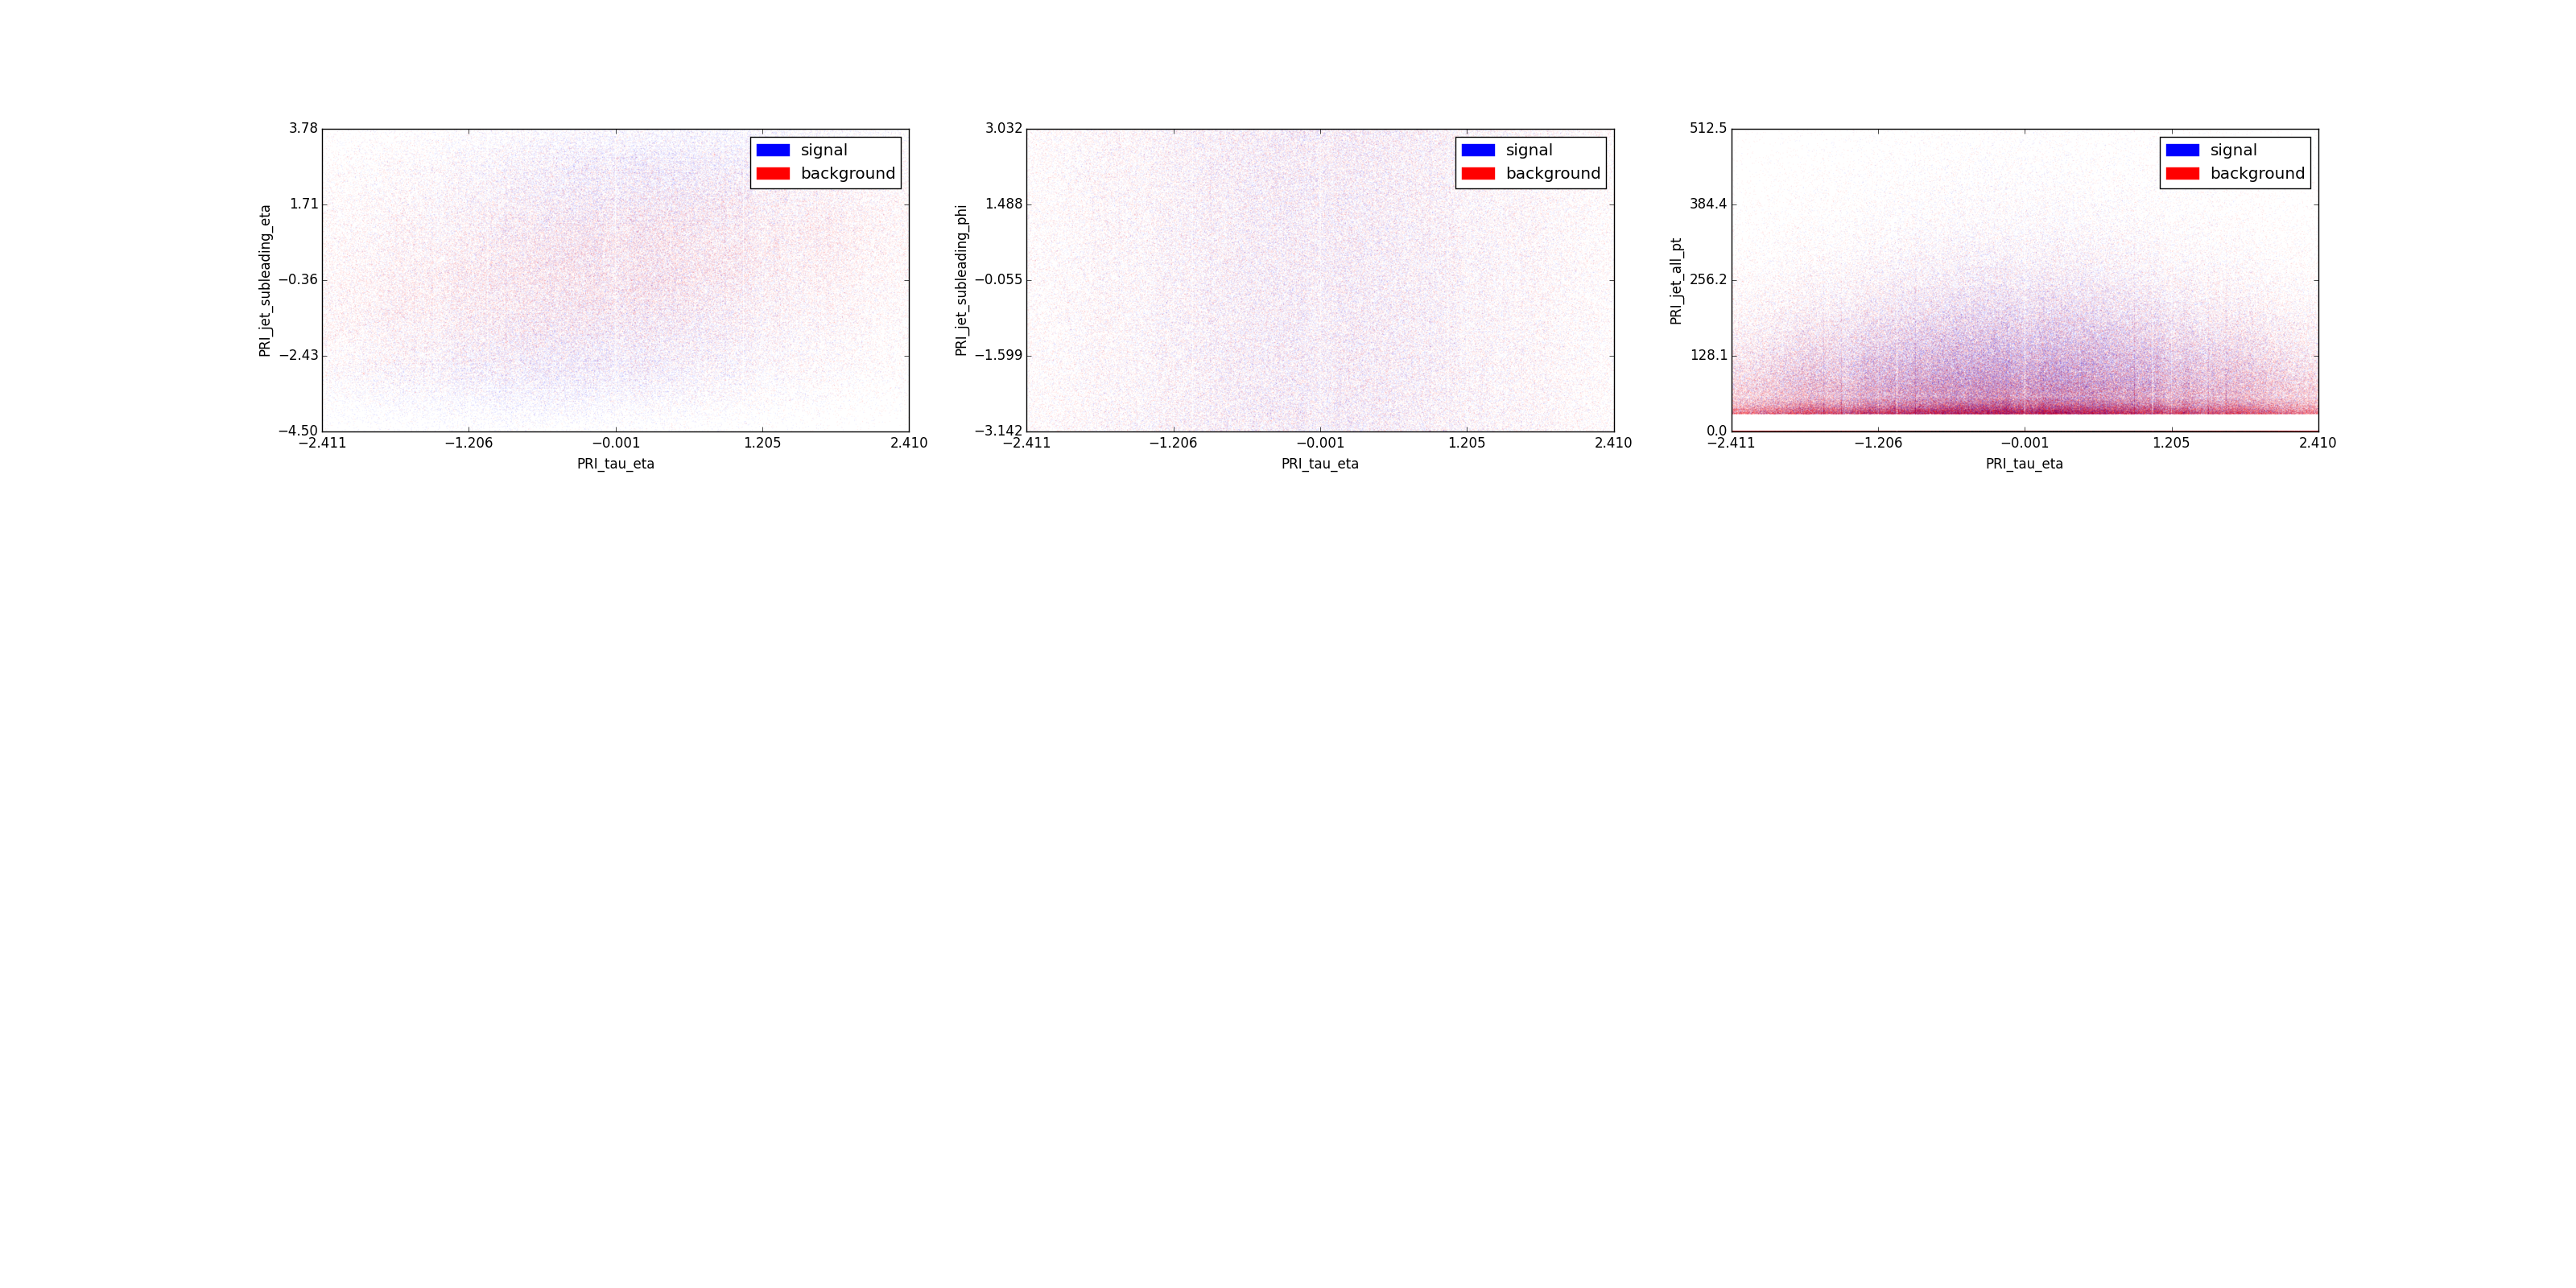 3.78
1.71
−0.36
−2.43
−4.50
PRI_jet_subleading_eta
signal
background
−2.411
−1.206
−0.001
1.205
2.410
PRI_tau_eta
3.032
1.488
−0.055
−1.599
−3.142
PRI_jet_subleading_phi
signal
background
−2.411
−1.206
−0.001
1.205
2.410
PRI_tau_eta
512.5
384.4
256.2
128.1
0.0
PRI_jet_all_pt
signal
background
−2.411
−1.206
−0.001
1.205
2.410
PRI_tau_eta